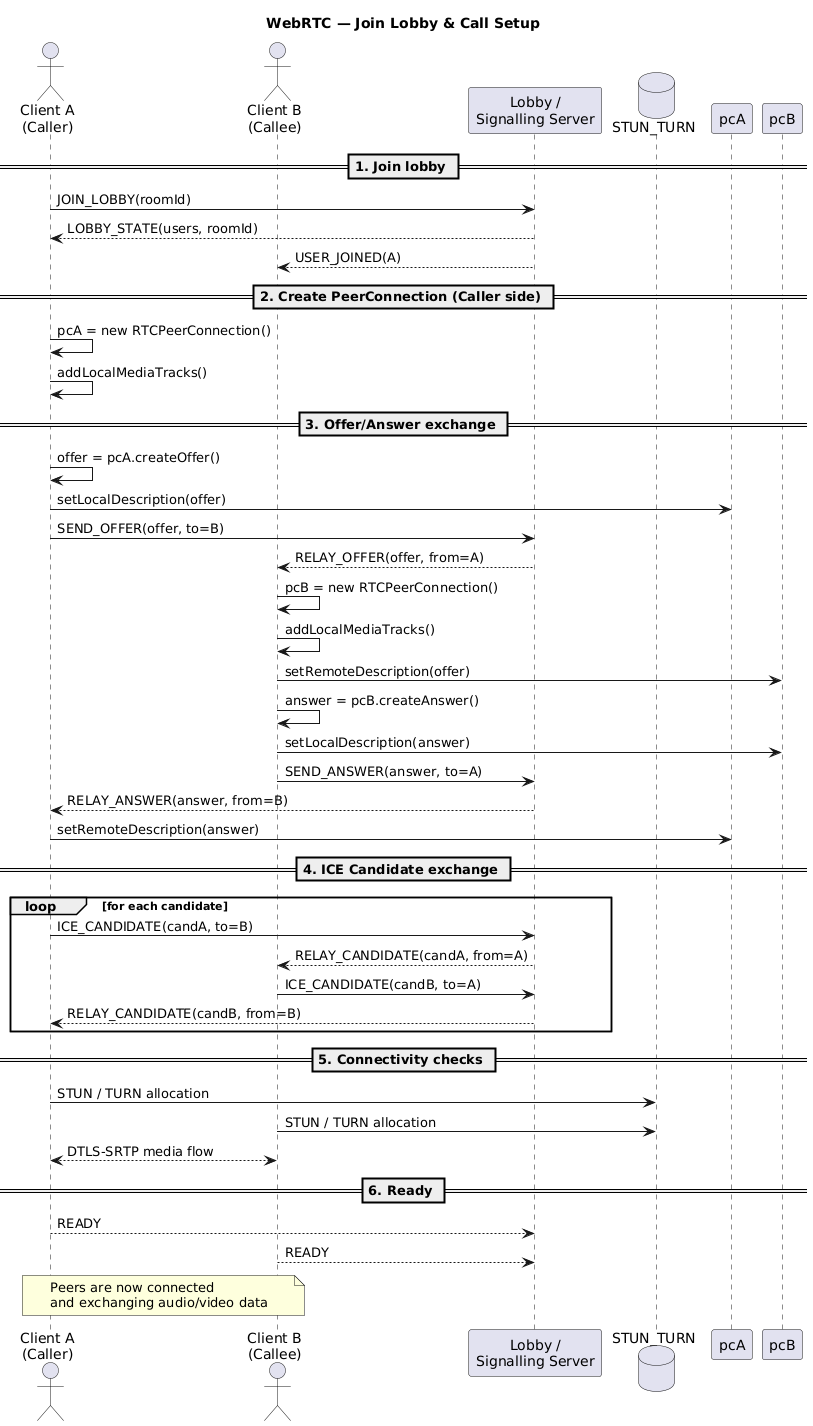 WebRTC — Join Lobby & Call Setup
Client A
(Caller)
Client B
(Callee)
Lobby /
Signalling Server
STUN_TURN
pcA
pcB
1. Join lobby
JOIN_LOBBY(roomId)
LOBBY_STATE(users, roomId)
USER_JOINED(A)
2. Create PeerConnection (Caller side)
pcA = new RTCPeerConnection()
addLocalMediaTracks()
3. Offer/Answer exchange
offer = pcA.createOffer()
setLocalDescription(offer)
SEND_OFFER(offer, to=B)
RELAY_OFFER(offer, from=A)
pcB = new RTCPeerConnection()
addLocalMediaTracks()
setRemoteDescription(offer)
answer = pcB.createAnswer()
setLocalDescription(answer)
SEND_ANSWER(answer, to=A)
RELAY_ANSWER(answer, from=B)
setRemoteDescription(answer)
4. ICE Candidate exchange
loop [for each candidate]
ICE_CANDIDATE(candA, to=B)
RELAY_CANDIDATE(candA, from=A)
ICE_CANDIDATE(candB, to=A)
RELAY_CANDIDATE(candB, from=B)
5. Connectivity checks
STUN / TURN allocation
STUN / TURN allocation
DTLS-SRTP media flow
6. Ready
READY
READY
Peers are now connected
and exchanging audio/video data
Client A
(Caller)
Client B
(Callee)
Lobby /
Signalling Server
STUN_TURN
pcA
pcB